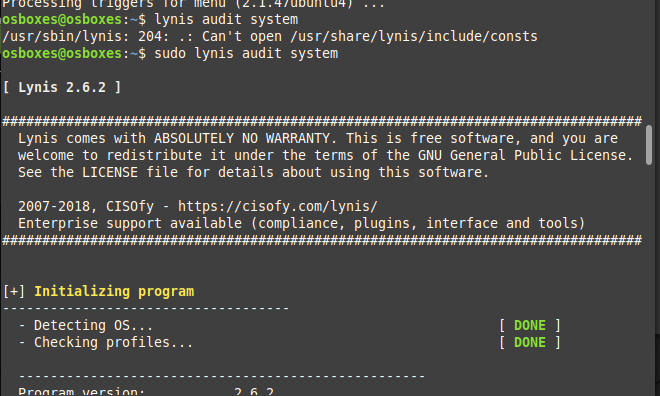 Processing triggers for menu (2.1.47ubuntu4) ...
osboxes@osboxes:~$ lynis audit system
/usr/sbin/lynis: 204: .: Can't open /usr/share/lynis/include/consts
osboxes@osboxes:~$ sudo lynis audit system
[ Lynis 2.6.2 ]
################################################################################
Lynis comes with ABSOLUTELY NO WARRANTY. This is free software, and you are
welcome to redistribute it under the terms of the GNU General Public License.
See the LICENSE file for details about using this software.
2007-2018, CISOfy - https://cisofy.com/lynis/
Enterprise support available (compliance, plugins, interface and tools)
################################################################################
[+] Initializing program
------------------------------------
- Detecting OS... [ DONE ]
- Checking profiles... [ DONE ]
---------------------------------------------------
Program version: 2.6.2